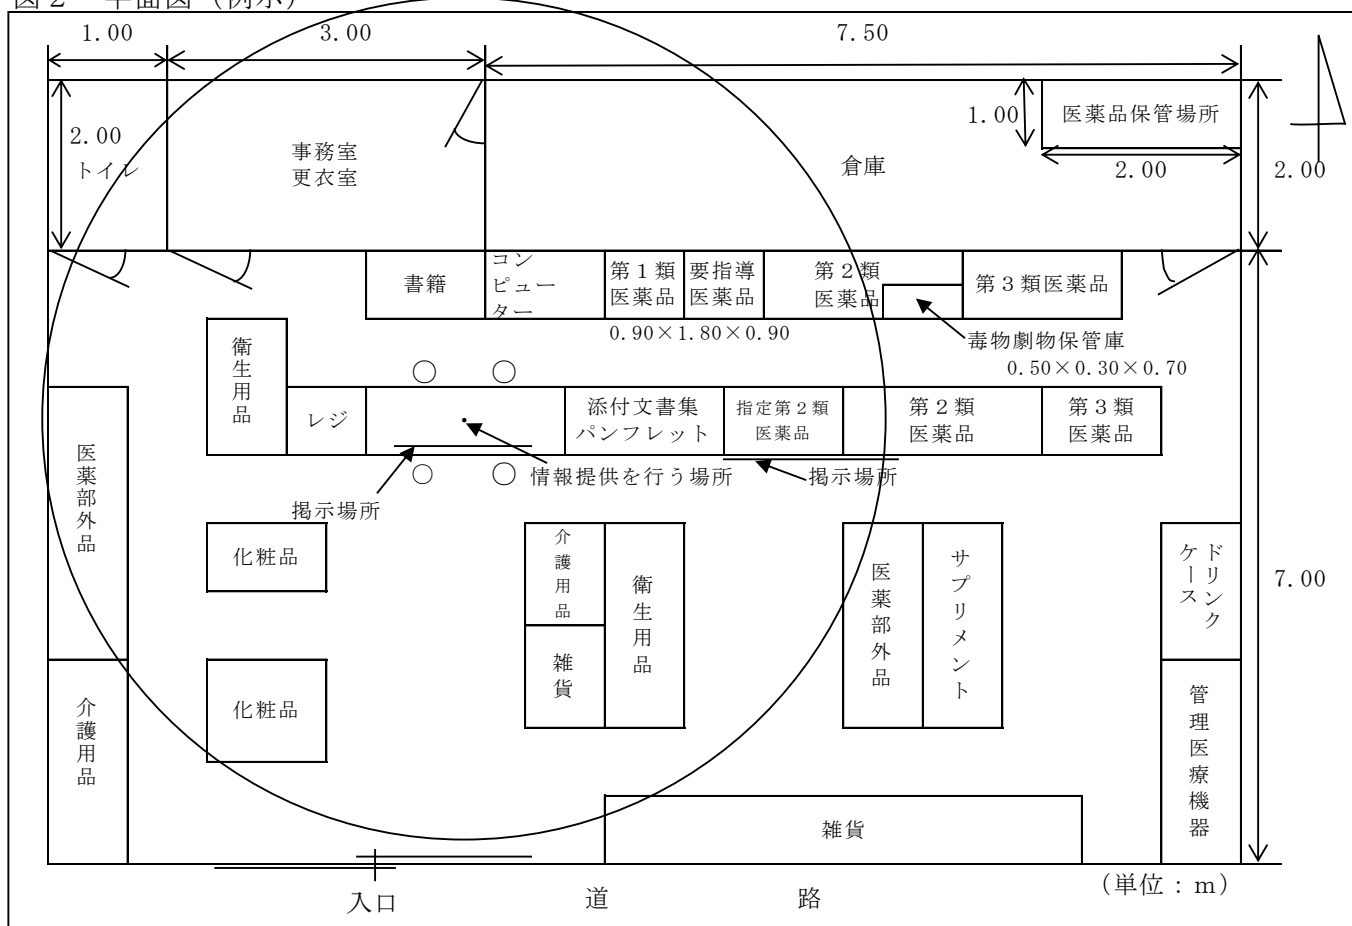 図２　平面図（例示）
1.00
3.00
7.50
2.00
トイレ
事務室
更衣室
倉庫
1.00
医薬品保管場所
2.00
2.00
書籍
コン
ピュー
ター
第１類
医薬品
要指導
医薬品
第２類
医薬品
第３類医薬品
0.90×1.80×0.90
毒物劇物保管庫
0.50×0.30×0.70
衛生用品
レジ
添付文書集
パンフレット
指定第２類
医薬品
第２類
医薬品
第３類
医薬品
情報提供を行う場所
掲示場所
掲示場所
医薬部外品
化粧品
介護用品
衛生用品
医薬部外品
サプリメント
ドリンク
ケース
7.00
雑貨
化粧品
介護用品
管理医療機器
雑貨
（単位：ｍ）
入口
道　路